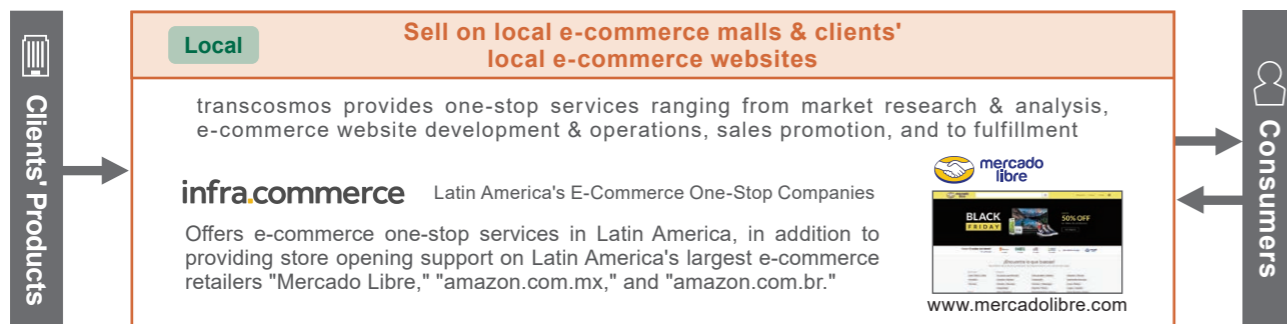 Clients' Products
Local
Sell on local e-commerce malls & clients'
local e-commerce websites
transcosmos provides one-stop services ranging from market research & analysis,
e-commerce website development & operations, sales promotion, and to fulfillment
infra.commerce
Latin America's E-Commerce One-Stop Companies
Offers e-commerce one-stop services in Latin America, in addition to
providing store opening support on Latin America's largest e-commerce
retailers "Mercado Libre," "amazon.com.mx," and "amazon.com.br."
mercado
libre
BLACK
FRIDAY
50% OFF
www.mercadolibre.com
Consumers